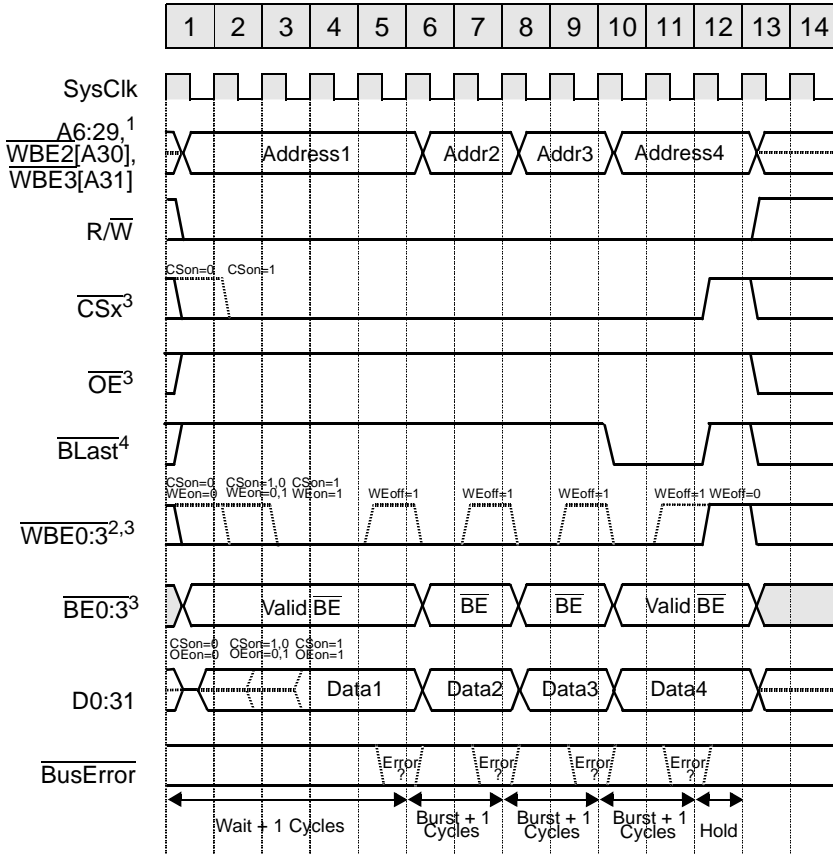 1 2 3 4 5 6 7 8 9 10 11 12 13 14
SysClk
A6:29,1
WBE2[A30],
WBE3[A31]
Address1 Addr2 Addr3 Address4
R/W
CSon=0 CSon=1
CSx3
OE3
BLast4
CSon=0 CSon=1,0 CSon=1
WEon=0 WEon=0,1 WEon=1 WEoff=1 WEoff=1 WEoff=1 WEoff=1 WEoff=0
WBE0:32,3
BE0:33
Valid BE BE BE Valid BE
CSon=0 CSon=1,0 CSon=1
OEon=0 OEon=0,1 OEon=1
D0:31
Data1 Data2 Data3 Data4
BusError
Error Error Error Error
? ? ? ?
Wait + 1 Cycles
Burst + 1 Burst + 1 Burst + 1
Cycles Cycles Cycles
Hold